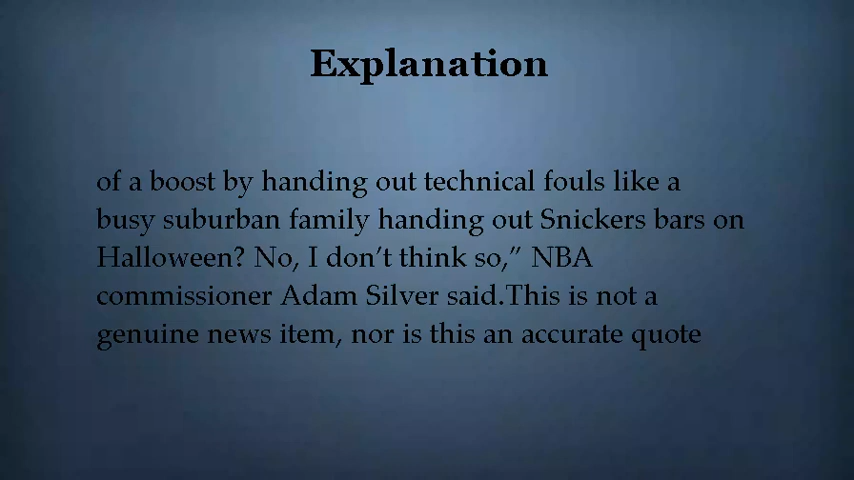 Explanation
of a boost by handing out technical fouls like a
busy suburban family handing out Snickers bars on
Halloween? No, I don’t think so,” NBA
commissioner Adam Silver said.This is not a
genuine news item, nor is this an accurate quote